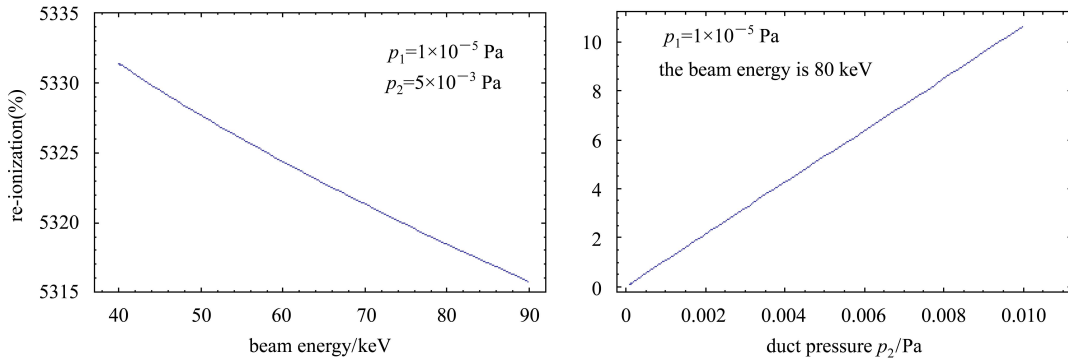 5335
5330
5325
5320
5315
re-ionization(%)
p₁=1×10⁻⁵ Pa
p₂=5×10⁻³ Pa
40 50 60 70 80 90
beam energy/keV
10
8
6
4
2
0
p₁=1×10⁻⁵ Pa
the beam energy is 80 keV
0 0.002 0.004 0.006 0.008 0.010
duct pressure p₂/Pa